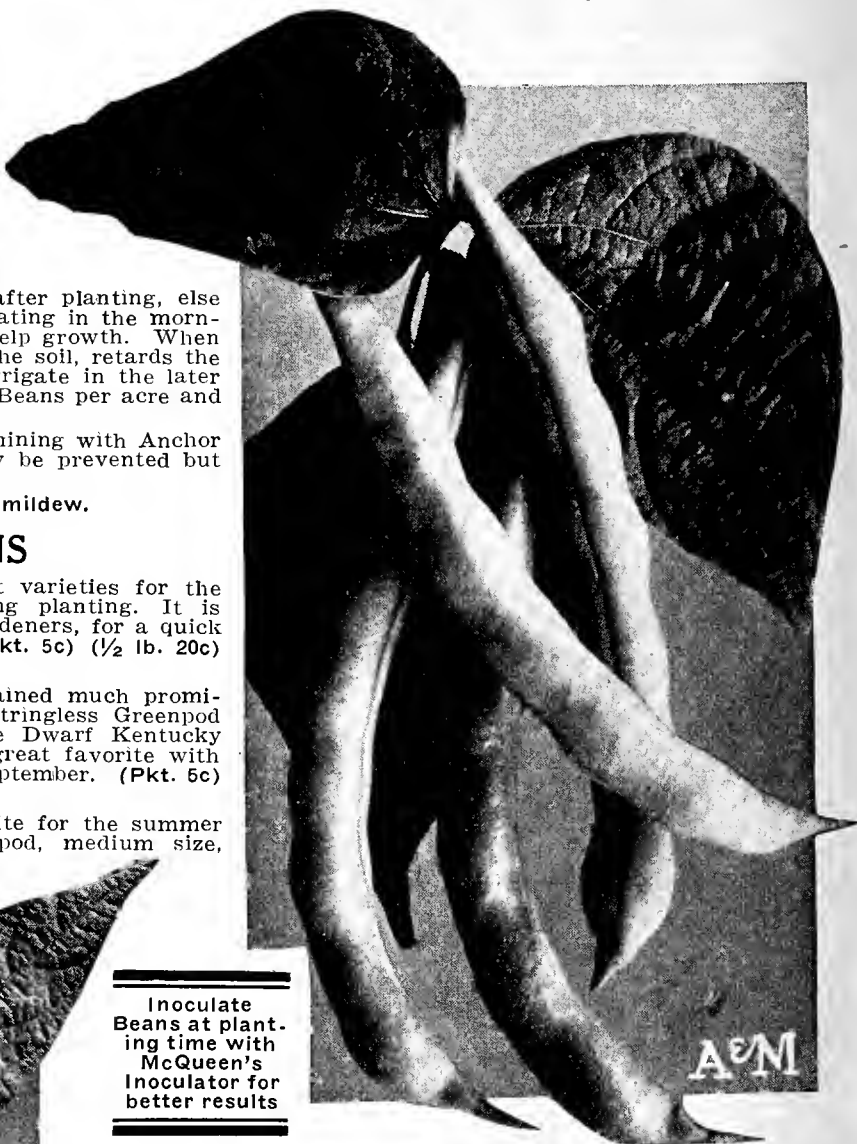 after planting, else
ating in the morn-
elp growth. When
he soil, retards the
rigate in the later
Beans per acre and
ining with Anchor
y be prevented but
mildew.
NS
t varieties for the
ng planting. It is
deners, for a quick
kt. 5c) (½ lb. 20c)
ained much promi-
tringless Greenpod
e Dwarf Kentucky
great favorite with
ptember. (Pkt. 5c)
ite for the summer
pod, medium size,
Inoculate
Beans at plant-
ing time with
McQueen's
Inoculator for
better results
A&M